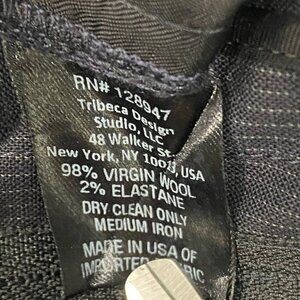 RN# 128947
Tribeca Design
Studio, LLC
48 Walker St.
New York, NY 10013, USA
98% VIRGIN WOOL
2% ELASTANE
DRY CLEAN ONLY
MEDIUM IRON
MADE IN USA OF
IMPORTED